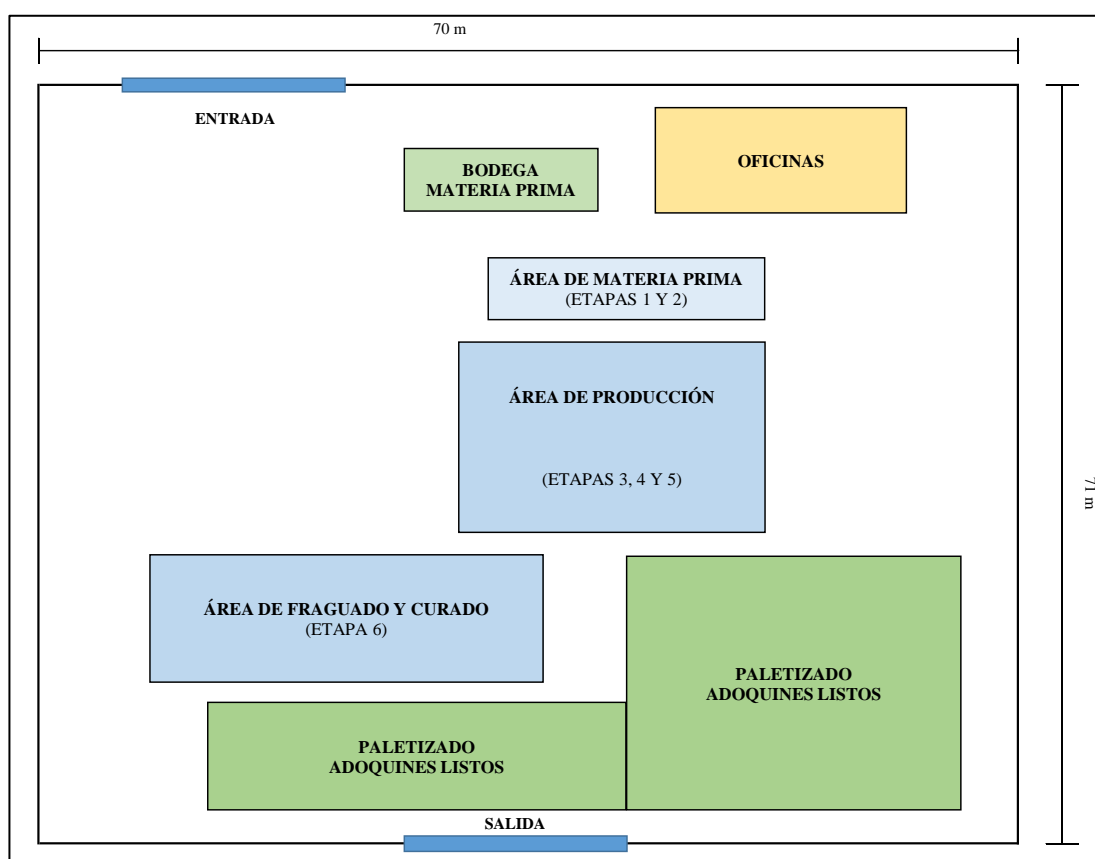 70 m
ENTRADA
BODEGA
MATERIA PRIMA
OFICINAS
ÁREA DE MATERIA PRIMA
(ETAPAS 1 Y 2)
ÁREA DE PRODUCCIÓN
(ETAPAS 3, 4 Y 5)
71 m
ÁREA DE FRAGUADO Y CURADO
(ETAPA 6)
PALETIZADO
ADOQUINES LISTOS
PALETIZADO
ADOQUINES LISTOS
SALIDA